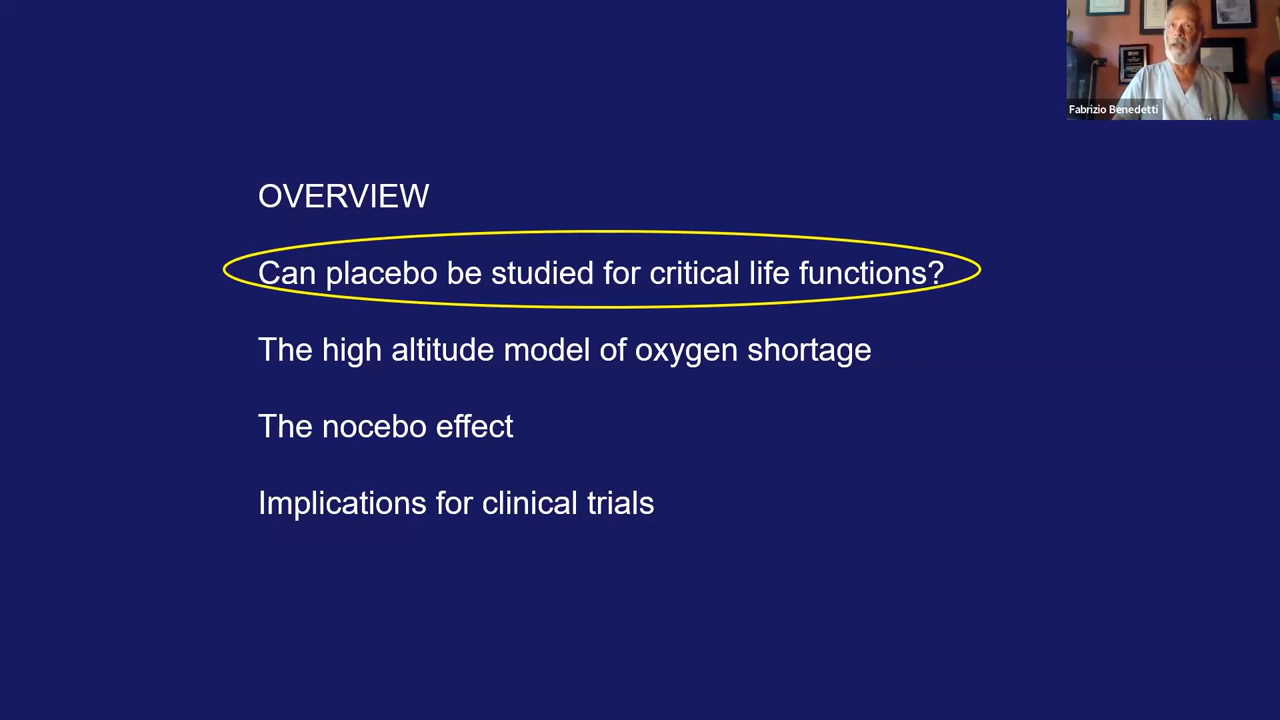 Fabrizio Benedetti
OVERVIEW
Can placebo be studied for critical life functions?
The high altitude model of oxygen shortage
The nocebo effect
Implications for clinical trials